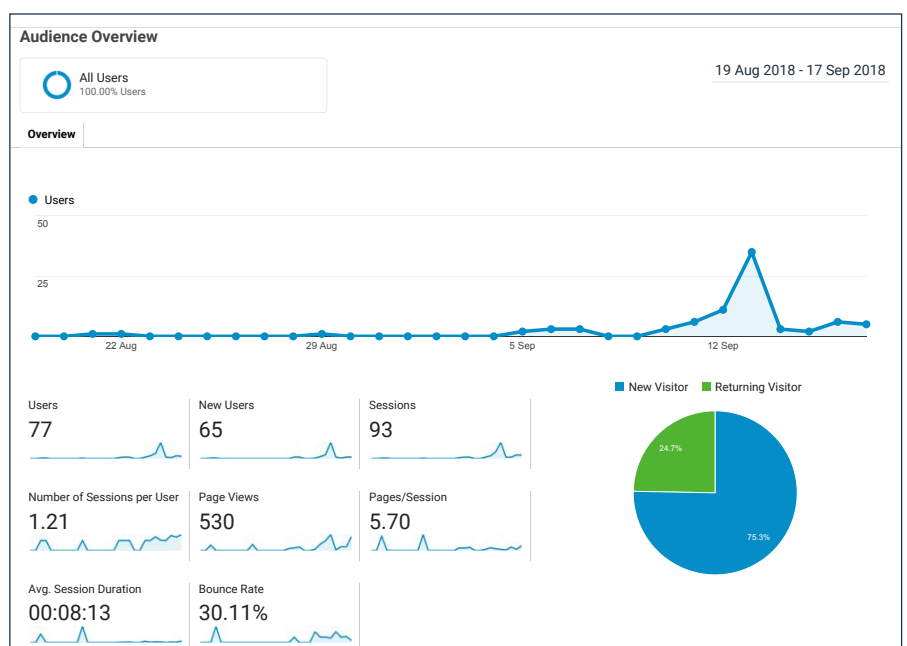 Audience Overview
All Users
100.00% Users
19 Aug 2018 - 17 Sep 2018
Overview
Users
50
25
22 Aug
29 Aug
5 Sep
12 Sep
New Visitor
Returning Visitor
Users
77
New Users
65
Sessions
93
24.7%
75.3%
Number of Sessions per User
1.21
Page Views
530
Pages/Session
5.70
Avg. Session Duration
00:08:13
Bounce Rate
30.11%